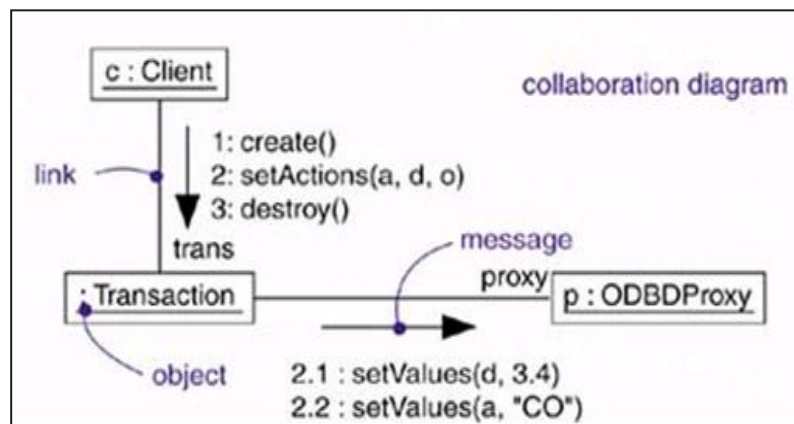 c : Client
collaboration diagram
1: create()
link
2: setActions(a, d, o)
3: destroy()
trans
message
proxy
: Transaction
p : ODBDProxy
object
2.1 : setValues(d, 3.4)
2.2 : setValues(a, "CO")